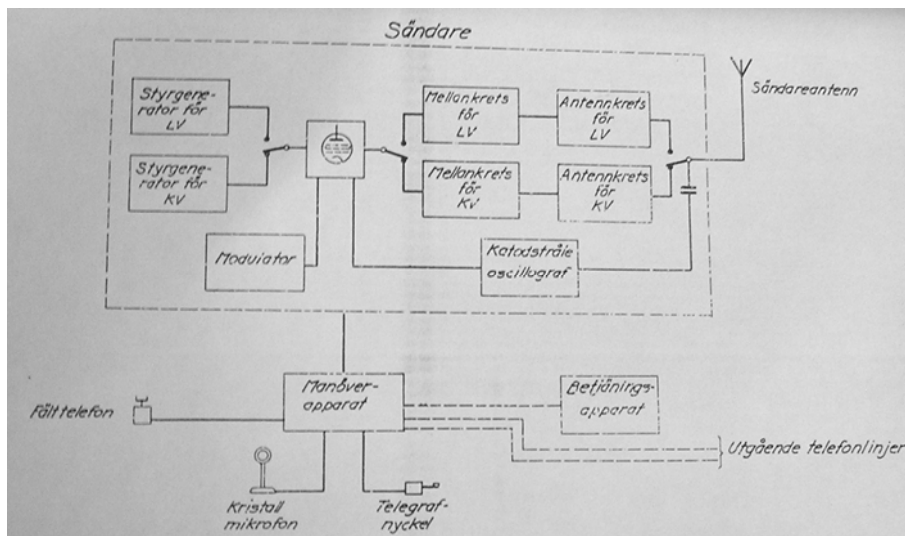 Sändare
Styrgene-
rator för
LV
Styrgene-
rator för
KV
Mellankrets
för
LV
Antennkrets
för
LV
Sändareantenn
Mellankrets
för
KV
Antennkrets
för
KV
Modulator
Katodstråle
oscillograf
Manöver-
apparat
Betjänings-
apparat
Fälttelefon
Utgående telefonlinjer
Kristall
mikrofon
Telegraf-
nyckel